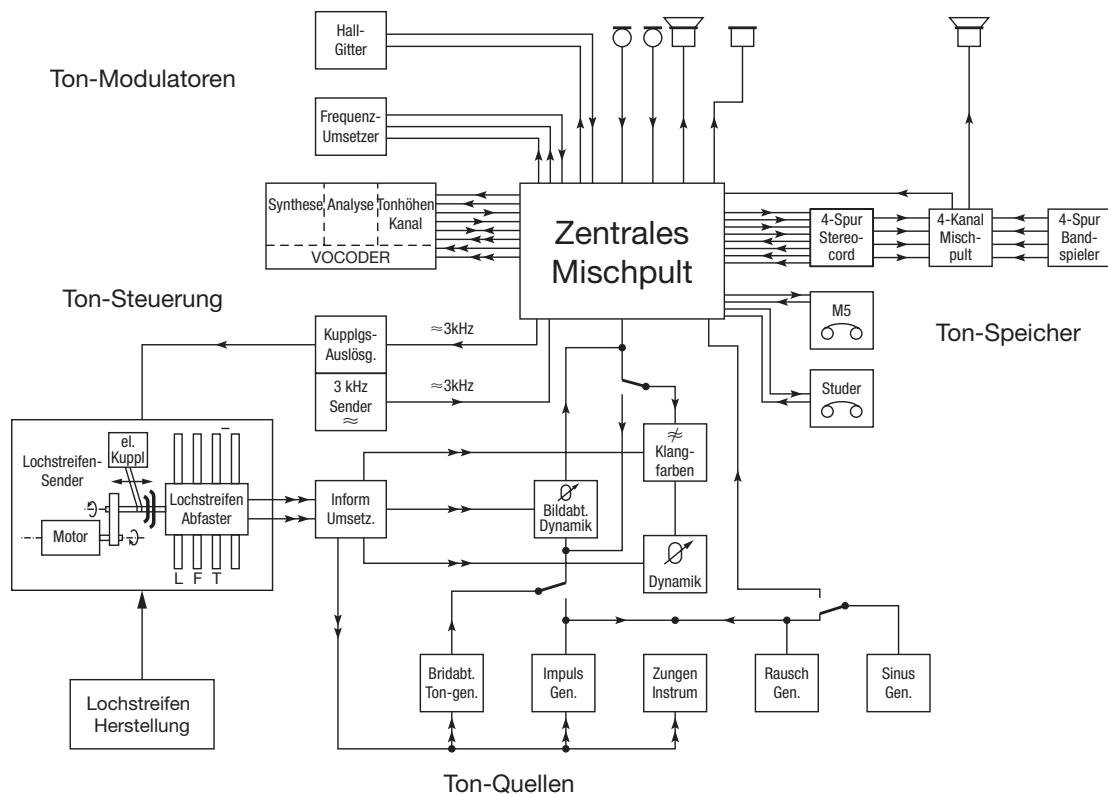 Hall-
Gitter
Ton-Modulatoren
Frequenz-
Umsetzer
Synthese Analyse Tonhöhen
Kanal
VOCODER
Zentrales
Mischpult
4-Spur
Stereo-
cord
4-Kanal
Misch-
pult
4-Spur
Band-
spieler
Ton-Steuerung
M5
Ton-Speicher
Studer
Kupplgs-
Auslösg.
≈3kHz
3 kHz
Sender
≈
≈3kHz
Lochstreifen-
Sender
el.
Kuppl
Motor
Lochstreifen
Abfaster
L F T
Inform
Umsetz.
Klang-
farben
Bildabt.
Dynamik
Dynamik
Lochstreifen
Herstellung
Bridabt.
Ton-gen.
Impuls
Gen.
Zungen
Instrum
Rausch
Gen.
Sinus
Gen.
Ton-Quellen